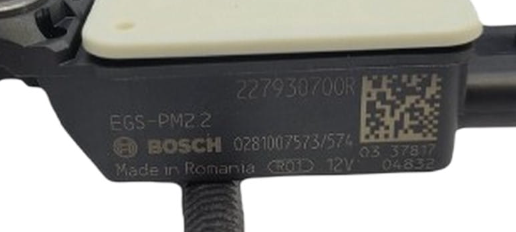 227930700R
EGS-PM2.2
BOSCH 0281007573/574
03 37817
Made in Romania R01 12V
04832